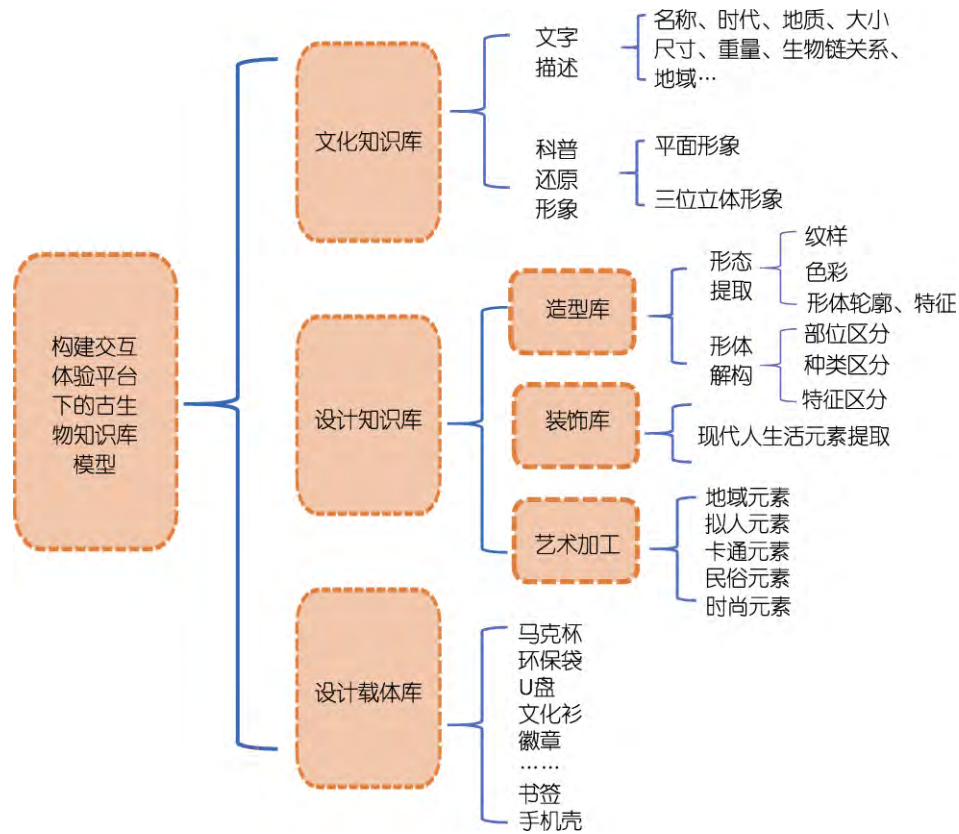 构建交互
体验平台
下的古生
物知识库
模型
文化知识库
文字
描述
名称、时代、地质、大小
尺寸、重量、生物链关系、
地域…
科普
还原
形象
平面形象
三位立体形象
设计知识库
造型库
形态
提取
纹样
色彩
形体轮廓、特征
形体
解构
部位区分
种类区分
特征区分
装饰库
现代人生活元素提取
艺术加工
地域元素
拟人元素
卡通元素
民俗元素
时尚元素
设计载体库
马克杯
环保袋
U盘
文化衫
徽章
……
书签
手机壳